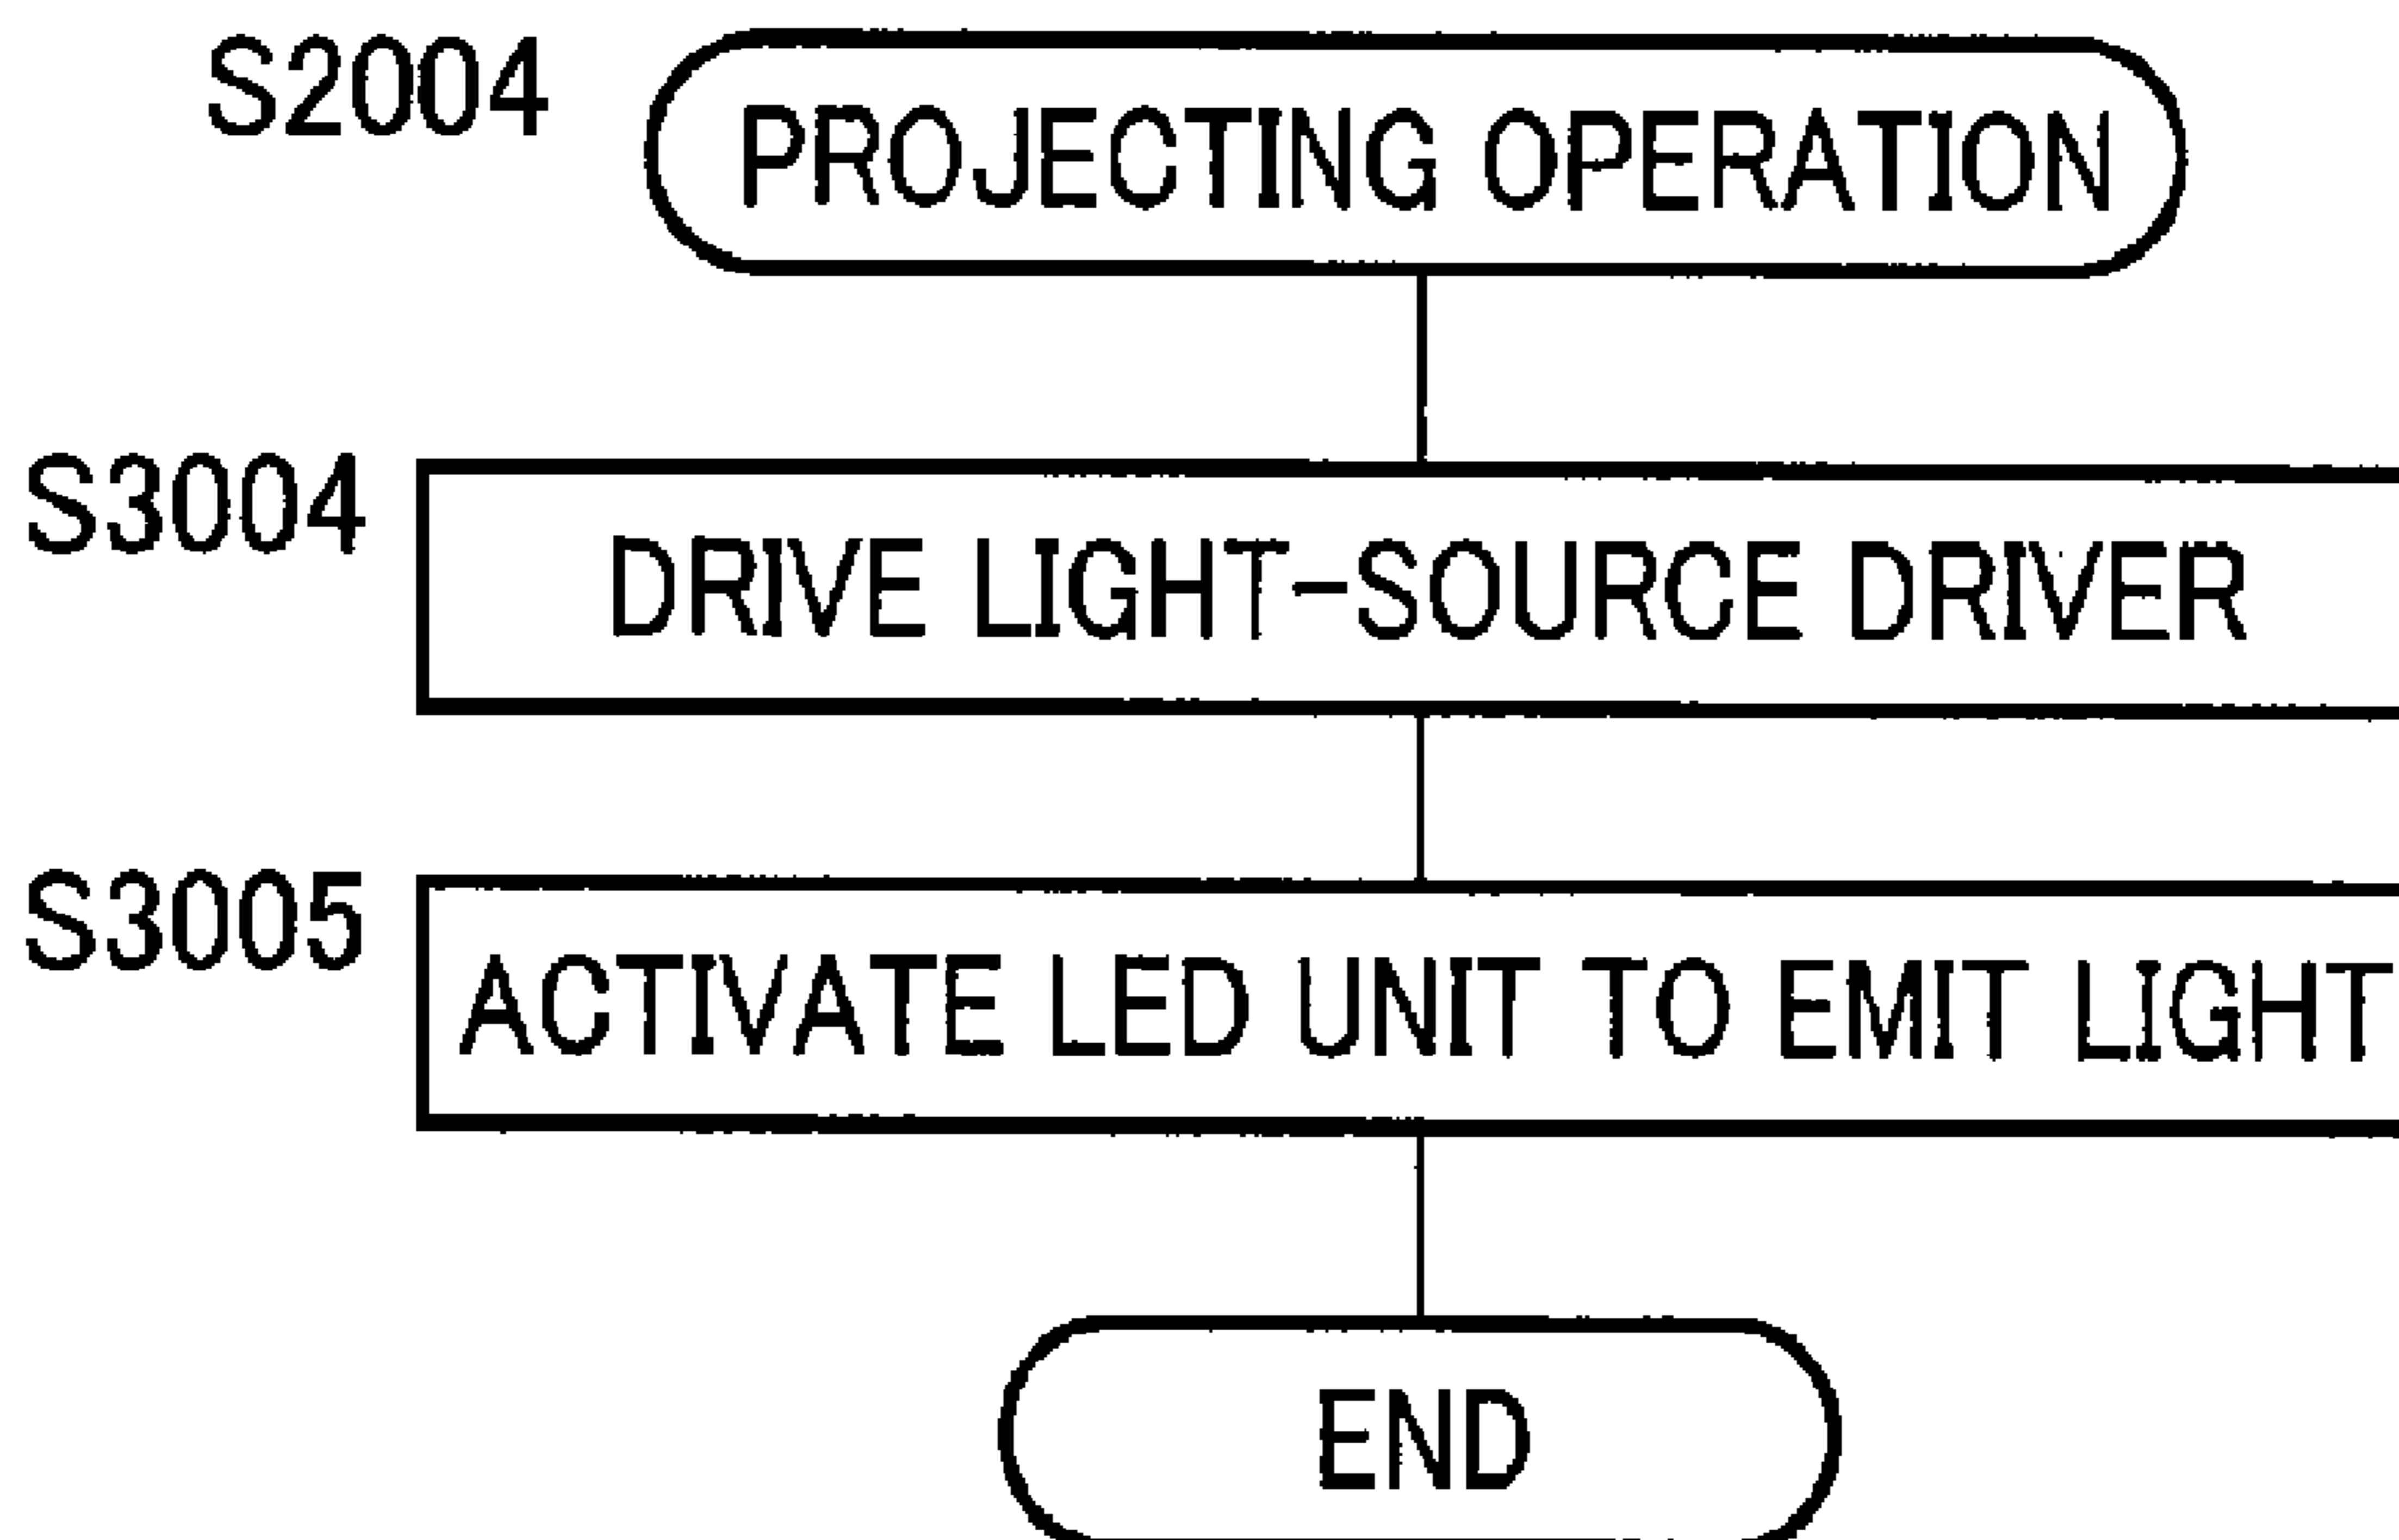 S2004 PROJECTING OPERATION
S3004 DRIVE LIGHT-SOURCE DRIVER
S3005 ACTIVATE LED UNIT TO EMIT LIGHT
END